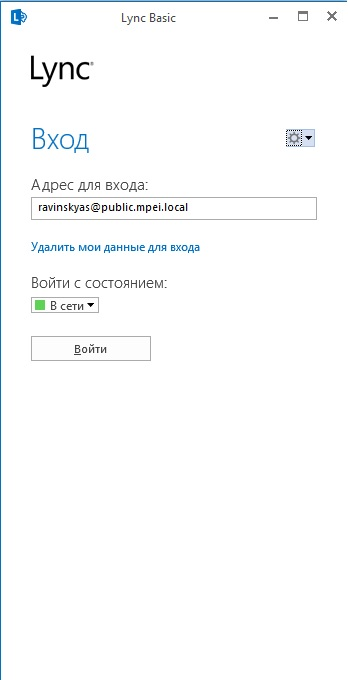 Lync Basic
Lync
Вход
Адрес для входа:
ravinskyas@public.mpei.local
Удалить мои данные для входа
Войти с состоянием:
В сети
Войти